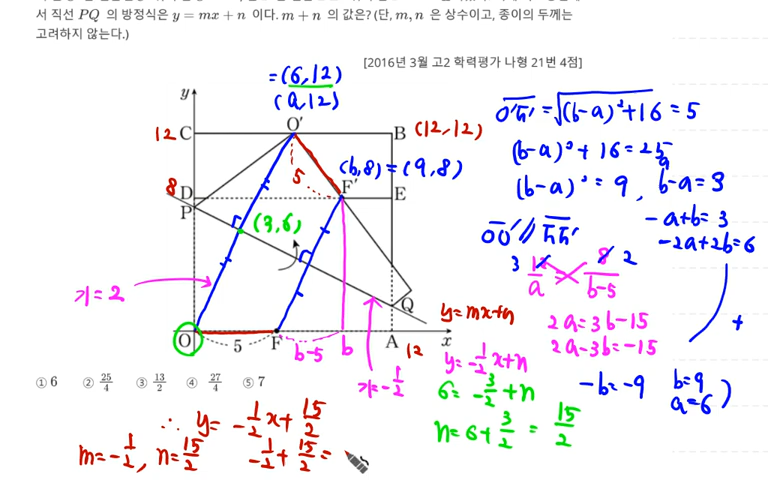 서 직선 PQ 의 방정식은 y = mx + n 이다. m + n 의 값은? (단, m, n 은 상수이고, 종이의 두께는
고려하지 않는다.)
[2016년 3월 고2 학력평가 나형 21번 4점]
=(6,12)
(a,12)
y
12 C
O'
B (12,12)
(b,8) = (9,8)
5
8 D
F'
E
P
(3,6)
기=2
Q
O
5
F
b-5
b
A 12
x
기=-1/2
① 6 ② 25/4 ③ 13/2 ④ 27/4 ⑤ 7
O'F' = √(b-a)²+16 = 5
(b-a)² + 16 = 25
9
(b-a)² = 9, b-a=3
-a+b=3
-2a+2b=6
OO' // FF'
3 12/a 8/b-5 2
2a=3b-15
2a-3b=-15
+
-b=-9 b=9
a=6
y=mx+n
y=-1/2x+n
6=-3/2+n
n=6+3/2=15/2
∴ y=-1/2x+15/2
m=-1/2, n=15/2 -1/2+15/2=